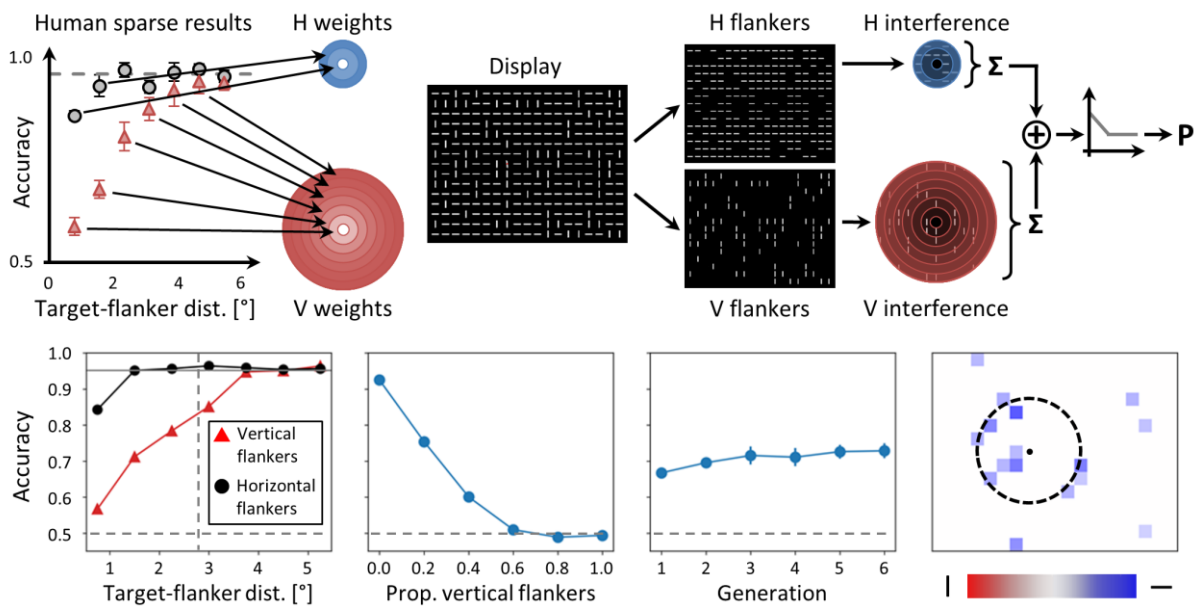 Human sparse results
H weights
H flankers
H interference
Display
1.0
Accuracy
0.5
0 2 4 6
Target-flanker dist. [°]
V weights
V flankers
V interference
Σ
Σ
+
P
Accuracy
1.0
0.9
0.8
0.7
0.6
0.5
Vertical
flankers
Horizontal
flankers
1 2 3 4 5
Target-flanker dist. [°]
0.0 0.2 0.4 0.6 0.8 1.0
Prop. vertical flankers
1 2 3 4 5 6
Generation